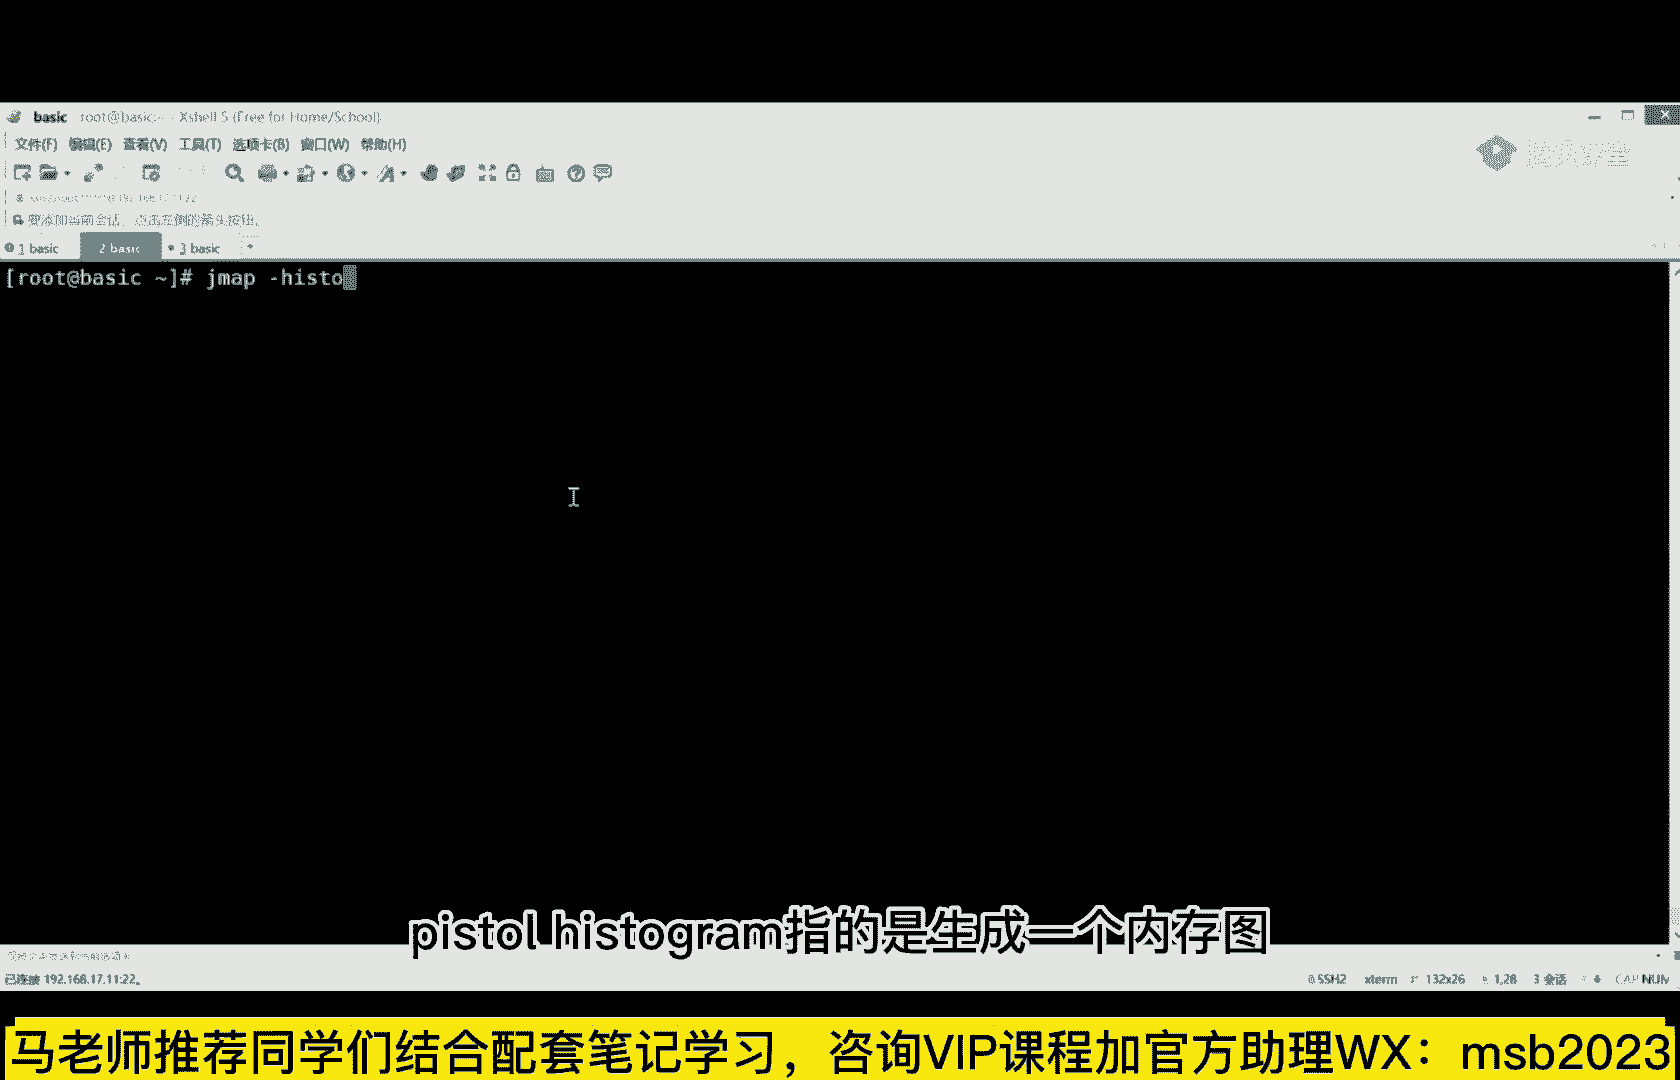 basic root@basic:~ - Xshell 5 (Free for Home/School)
文件(F) 编辑(E) 查看(V) 工具(T) 选项卡(B) 窗口(W) 帮助(H)
要添加当前会话，点击左侧的箭头按钮。
1 basic 2 basic 3 basic
[root@basic ~]# jmap -histo
pistol histogram指的是生成一个内存图
已连接 192.168.17.11:22。 SSH2 xterm 132x26 1,28 3 会话 CAP NUM
马老师推荐同学们结合配套笔记学习，咨询VIP课程加官方助理WX：msb2023